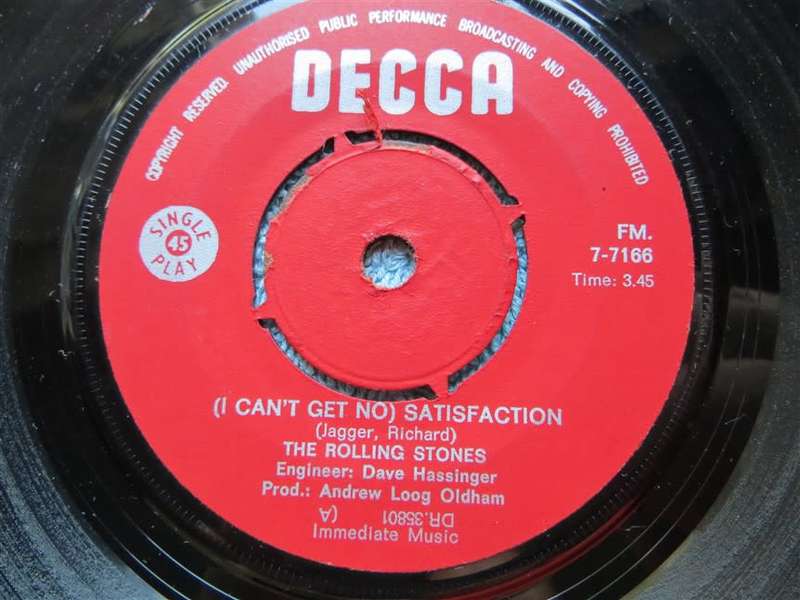 COPYRIGHT RESERVED. UNAUTHORISED PUBLIC PERFORMANCE BROADCASTING AND COPYING PROHIBITED
DECCA
SINGLE
45
PLAY
FM.
7-7166
Time: 3.45
(I CAN'T GET NO) SATISFACTION
(Jagger, Richard)
THE ROLLING STONES
Engineer: Dave Hassinger
Prod.: Andrew Loog Oldham
DR.35801
(A)
Immediate Music